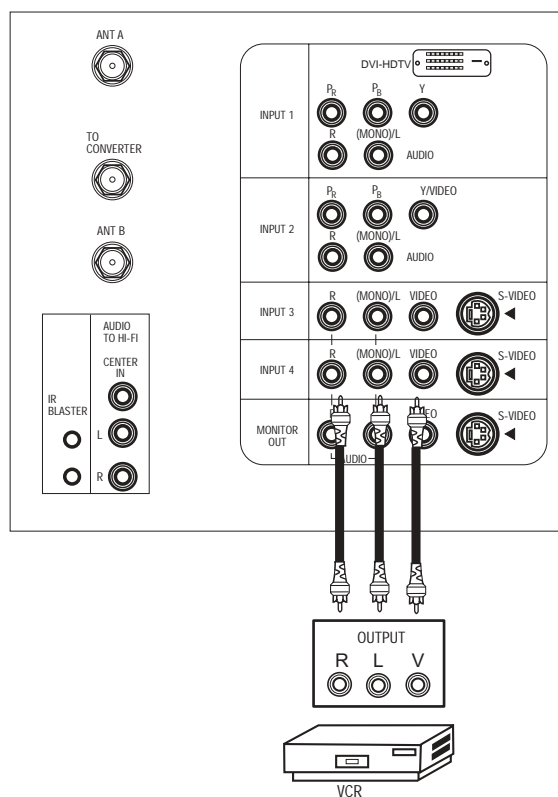 ANT A
TO
CONVERTER
ANT B
AUDIO
TO HI-FI
CENTER
IN
IR
BLASTER
L
R
DVI-HDTV
INPUT 1
PR PB Y
R (MONO)/L AUDIO
INPUT 2
PR PB Y/VIDEO
R (MONO)/L AUDIO
INPUT 3
R (MONO)/L VIDEO S-VIDEO
INPUT 4
R (MONO)/L VIDEO S-VIDEO
MONITOR
OUT
S-VIDEO
AUDIO
OUTPUT
R L V
VCR